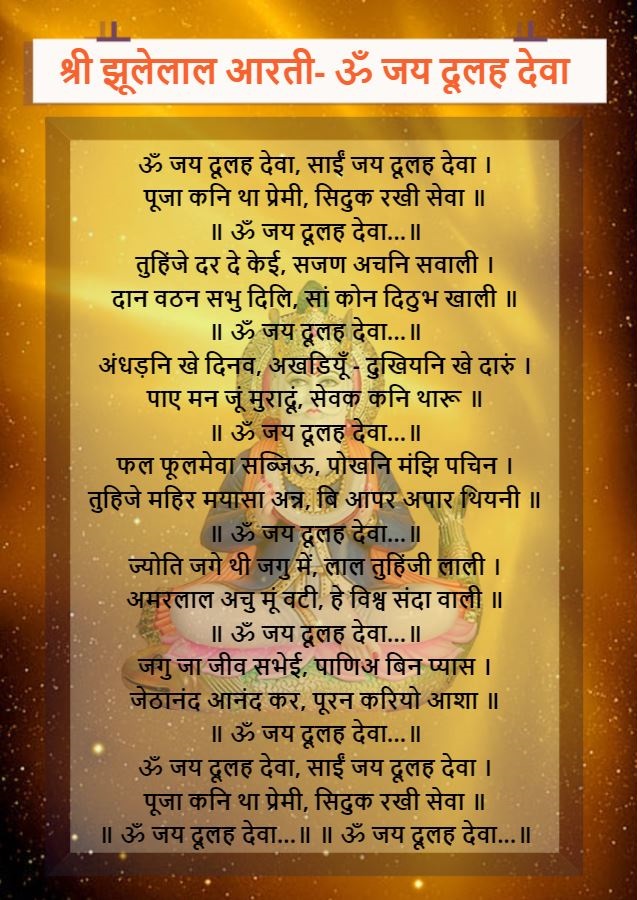 श्री झूलेलाल आरती- ॐ जय दूलह देवा
ॐ जय दूलह देवा, साईं जय दूलह देवा ।
पूजा कनि था प्रेमी, सिदुक रखी सेवा ॥
॥ ॐ जय दूलह देवा...॥
तुहिंजे दर दे केई, सजण अचनि सवाली ।
दान वठन सभु दिलि, सां कोन दिठुभ खाली ॥
॥ ॐ जय दूलह देवा...॥
अंधड़नि खे दिनव, अखडियूँ - दुखियनि खे दारुं ।
पाए मन जूं मुरादूं, सेवक कनि थारू ॥
॥ ॐ जय दूलह देवा...॥
फल फूलमेवा सब्जिऊ, पोखनि मंझि पचिन ।
तुहिजे महिर मयासा अन्न, बि आपर अपार थियनी ॥
॥ ॐ जय दूलह देवा...॥
ज्योति जगे थी जगु में, लाल तुहिंजी लाली ।
अमरलाल अचु मूं वटी, हे विश्व संदा वाली ॥
॥ ॐ जय दूलह देवा...॥
जगु जा जीव सभेई, पाणिअ बिन प्यास ।
जेठानंद आनंद कर, पूरन करियो आशा ॥
॥ ॐ जय दूलह देवा...॥
ॐ जय दूलह देवा, साईं जय दूलह देवा ।
पूजा कनि था प्रेमी, सिदुक रखी सेवा ॥
॥ ॐ जय दूलह देवा...॥ ॥ ॐ जय दूलह देवा...॥